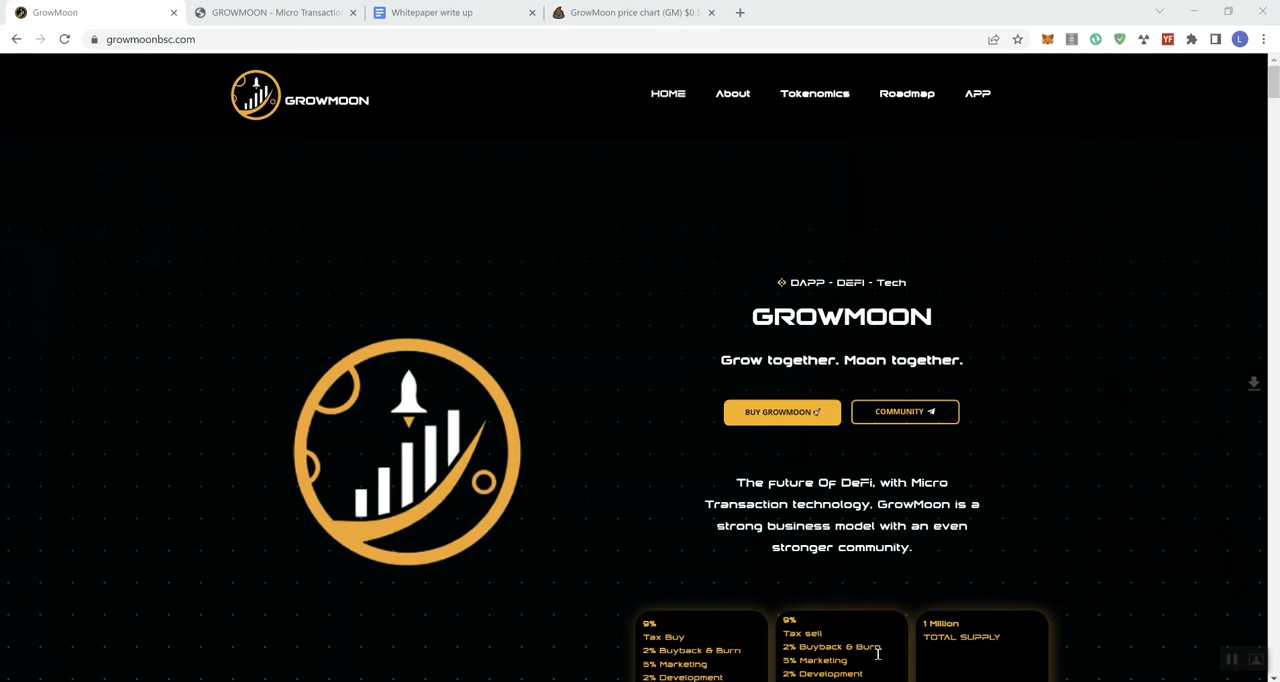 GrowMoon
GROWMOON - Micro Transactio
Whitepaper write up
GrowMoon price chart (GM) $0.5
growmoonbsc.com
YF
L
GROWMOON
HOME
About
Tokenomics
Roadmap
APP
DAPP - DEFI - Tech
GROWMOON
Grow together. Moon together.
BUY GROWMOON
COMMUNITY
The future Of DeFi, with Micro
Transaction technology, GrowMoon is a
strong business model with an even
stronger community.
9%
Tax Buy
2% Buyback & Burn
5% Marketing
2% Development
9%
Tax sell
2% Buyback & Burn
5% Marketing
2% Development
1 Million
TOTAL SUPPLY